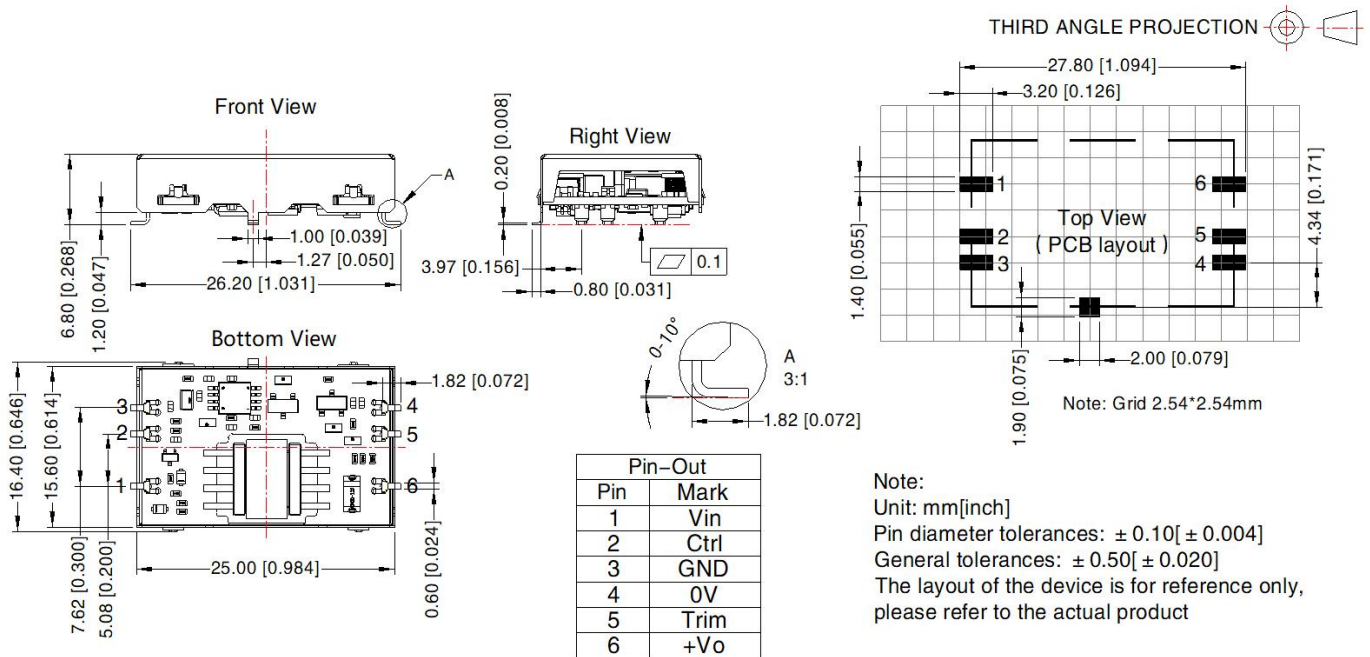 THIRD ANGLE PROJECTION
27.80 [1.094]
3.20 [0.126]
Front View
A
6.80 [0.268]
1.20 [0.047]
1.00 [0.039]
1.27 [0.050]
26.20 [1.031]
Right View
0.20 [0.008]
3.97 [0.156]
0.80 [0.031]
0.1
1
2
3
6
5
4
Top View
( PCB layout )
1.40 [0.055]
4.34 [0.171]
1.90 [0.075]
2.00 [0.079]
Note: Grid 2.54*2.54mm
Bottom View
1.82 [0.072]
3
2
1
4
5
6
16.40 [0.646]
15.60 [0.614]
7.62 [0.300]
5.08 [0.200]
25.00 [0.984]
0.60 [0.024]
0-10°
A
3:1
1.82 [0.072]
Pin-Out
Pin Mark
1 Vin
2 Ctrl
3 GND
4 0V
5 Trim
6 +Vo
Note:
Unit: mm[inch]
Pin diameter tolerances: ±0.10[±0.004]
General tolerances: ±0.50[±0.020]
The layout of the device is for reference only,
please refer to the actual product